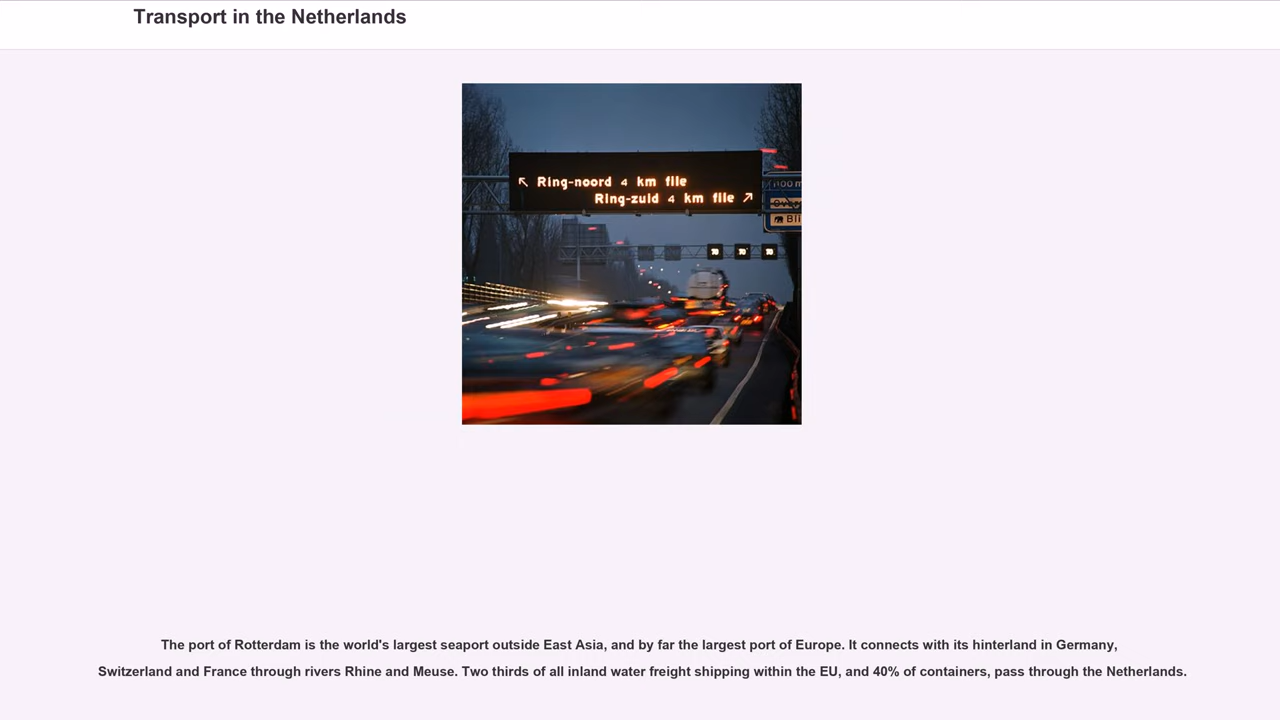 Transport in the Netherlands
↖ Ring-noord 4 km file
Ring-zuid 4 km file ↗
70 70 70
The port of Rotterdam is the world's largest seaport outside East Asia, and by far the largest port of Europe. It connects with its hinterland in Germany,
Switzerland and France through rivers Rhine and Meuse. Two thirds of all inland water freight shipping within the EU, and 40% of containers, pass through the Netherlands.